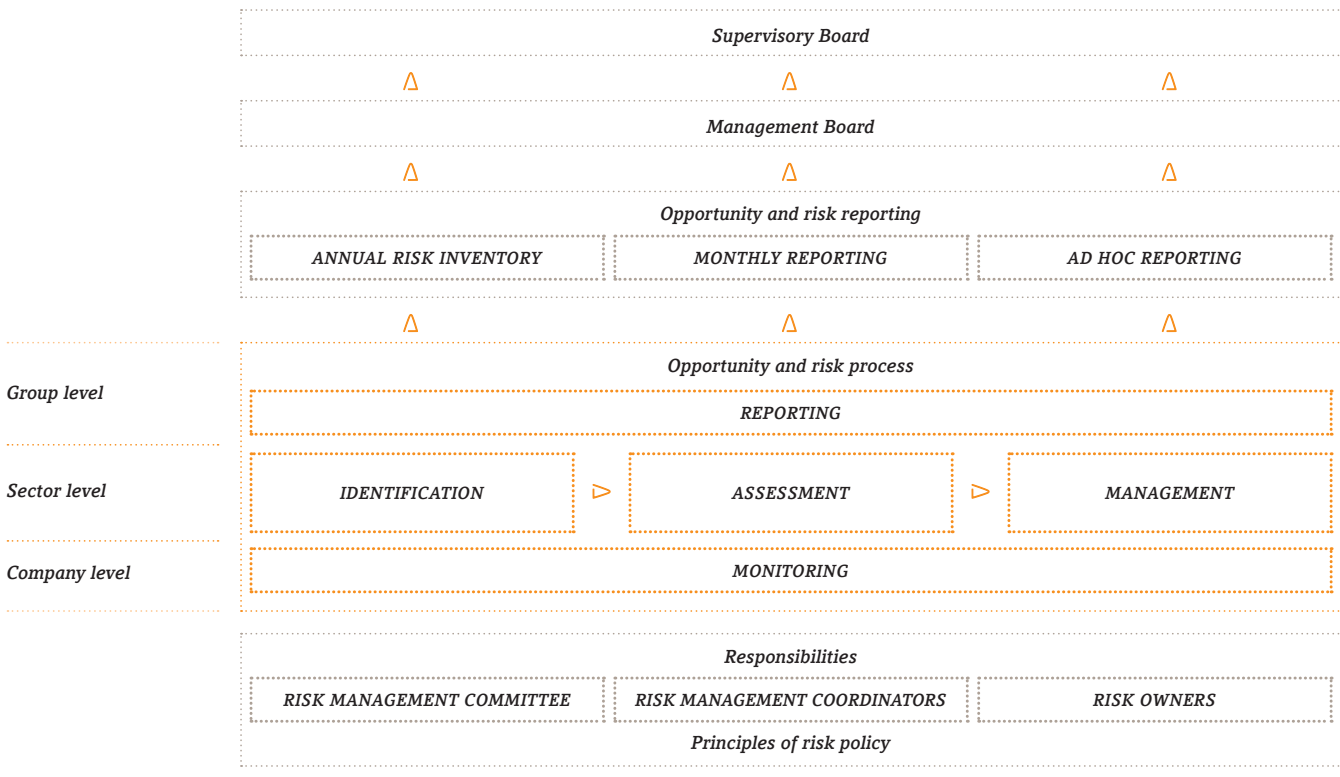 Supervisory Board
Management Board
Opportunity and risk reporting
ANNUAL RISK INVENTORY
MONTHLY REPORTING
AD HOC REPORTING
Opportunity and risk process
Group level
REPORTING
Sector level
IDENTIFICATION
ASSESSMENT
MANAGEMENT
Company level
MONITORING
Responsibilities
RISK MANAGEMENT COMMITTEE
RISK MANAGEMENT COORDINATORS
RISK OWNERS
Principles of risk policy